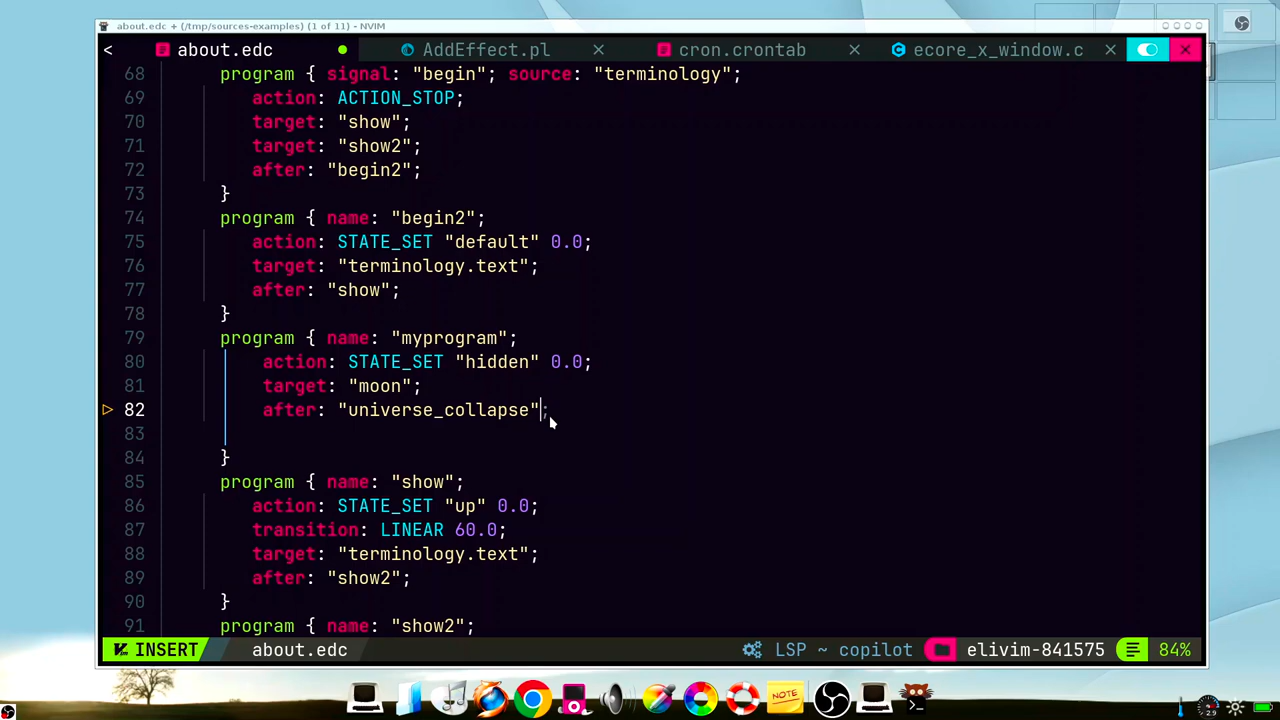 about.edc + (/tmp/sources-examples) (1 of 11) - NVIM
< about.edc AddEffect.pl cron.crontab ecore_x_window.c
68 program { signal: "begin"; source: "terminology";
69 action: ACTION_STOP;
70 target: "show";
71 target: "show2";
72 after: "begin2";
73 }
74 program { name: "begin2";
75 action: STATE_SET "default" 0.0;
76 target: "terminology.text";
77 after: "show";
78 }
79 program { name: "myprogram";
80 action: STATE_SET "hidden" 0.0;
81 target: "moon";
82 after: "universe_collapse";
83
84 }
85 program { name: "show";
86 action: STATE_SET "up" 0.0;
87 transition: LINEAR 60.0;
88 target: "terminology.text";
89 after: "show2";
90 }
91 program { name: "show2";
INSERT about.edc LSP ~ copilot elivim-841575 84%
NOTE
2.9